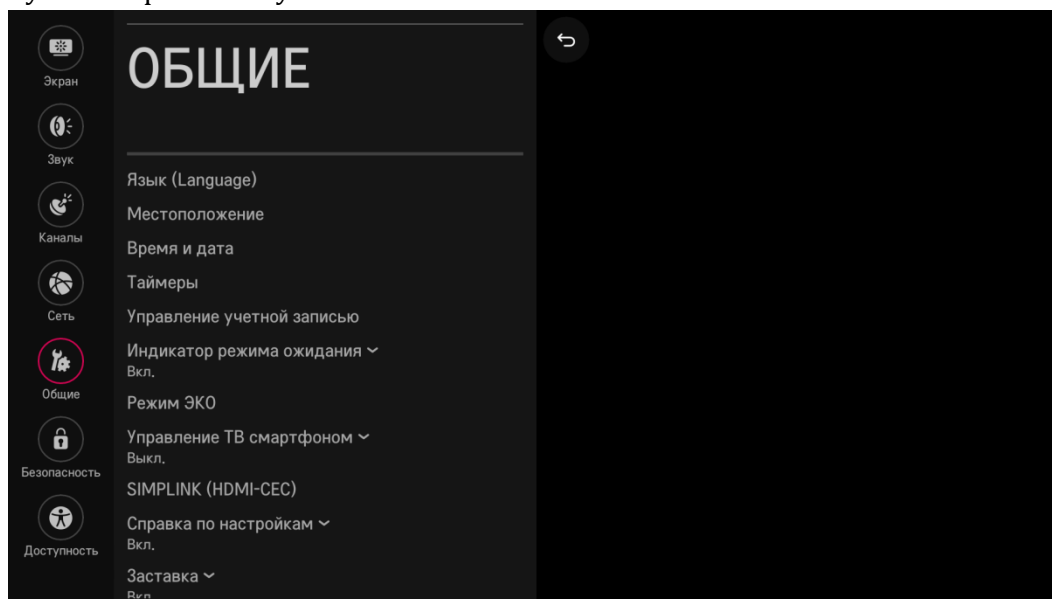 Экран
Звук
Каналы
Сеть
Общие
Безопасность
Доступность
ОБЩИЕ
Язык (Language)
Местоположение
Время и дата
Таймеры
Управление учетной записью
Индикатор режима ожидания
Вкл.
Режим ЭКО
Управление ТВ смартфоном
Выкл.
SIMPLINK (HDMI-CEC)
Справка по настройкам
Вкл.
Заставка
Вкл